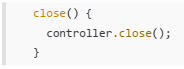 close() {
  controller.close();
}